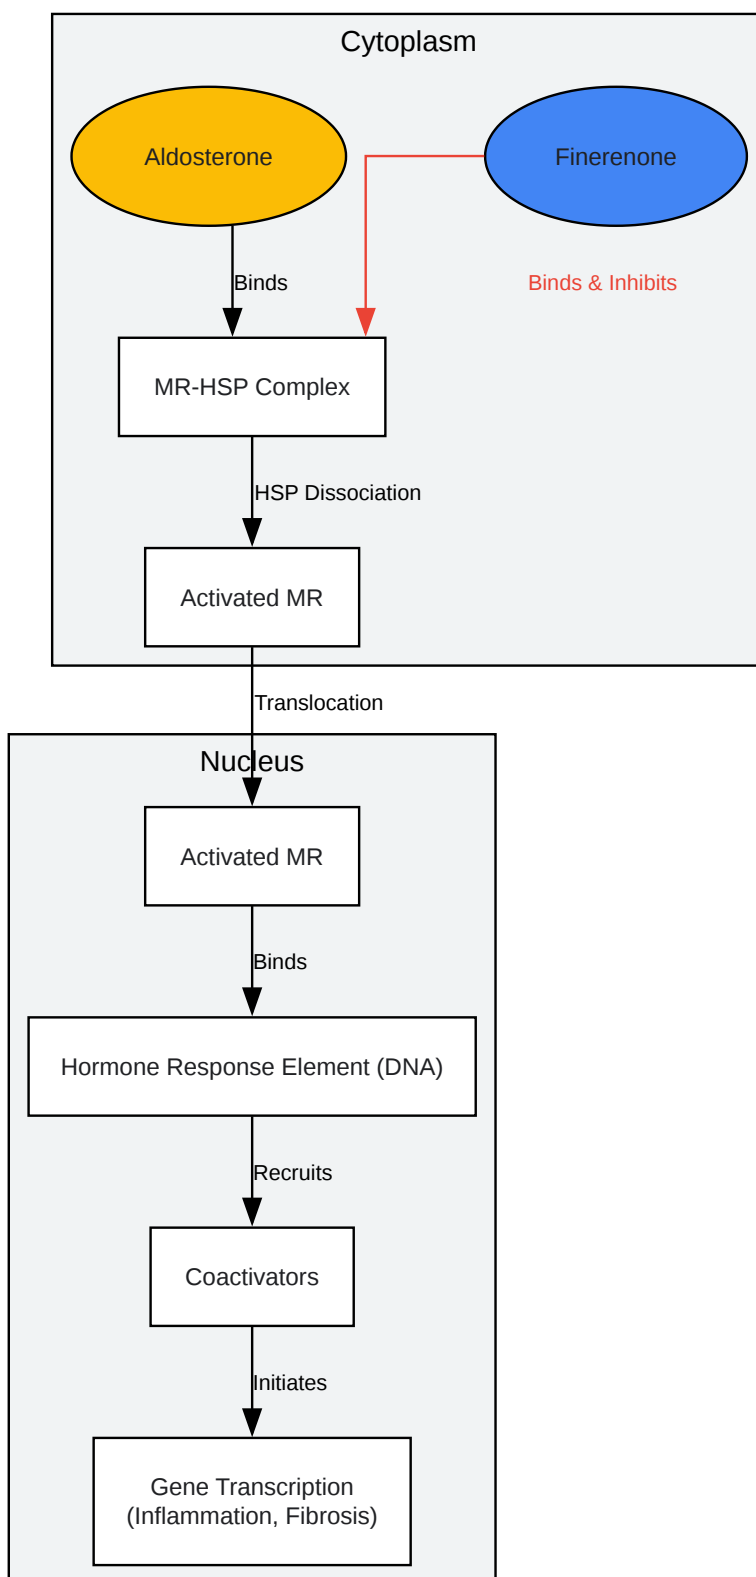 Cytoplasm
Aldosterone
Finerenone
Binds
Binds & Inhibits
MR-HSP Complex
HSP Dissociation
Activated MR
Translocation
Nucleus
Activated MR
Binds
Hormone Response Element (DNA)
Recruits
Coactivators
Initiates
Gene Transcription
(Inflammation, Fibrosis)